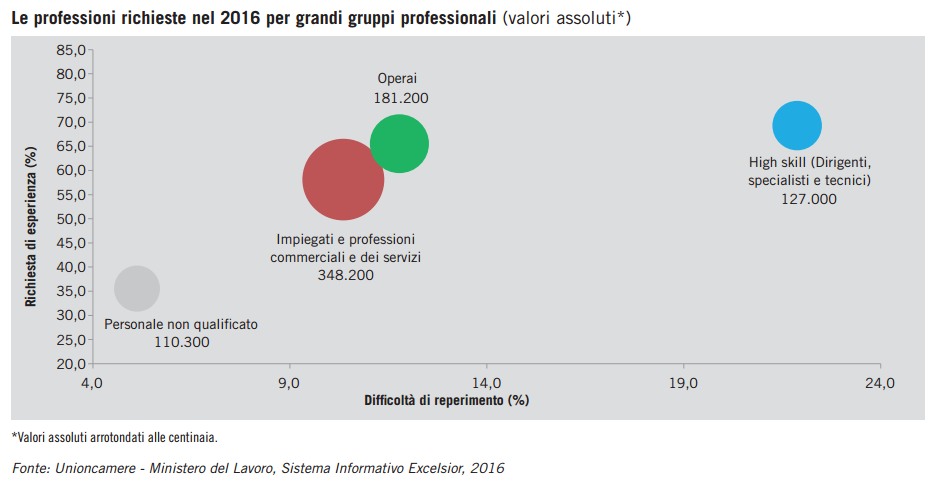 Le professioni richieste nel 2016 per grandi gruppi professionali (valori assoluti*)
85,0
80,0
75,0
70,0
65,0
60,0
55,0
50,0
45,0
40,0
35,0
30,0
25,0
20,0
Richiesta di esperienza (%)
Operai
181.200
High skill (Dirigenti,
specialisti e tecnici)
127.000
Impiegati e professioni
commerciali e dei servizi
348.200
Personale non qualificato
110.300
4,0 9,0 14,0 19,0 24,0
Difficoltà di reperimento (%)
*Valori assoluti arrotondati alle centinaia.
Fonte: Unioncamere - Ministero del Lavoro, Sistema Informativo Excelsior, 2016